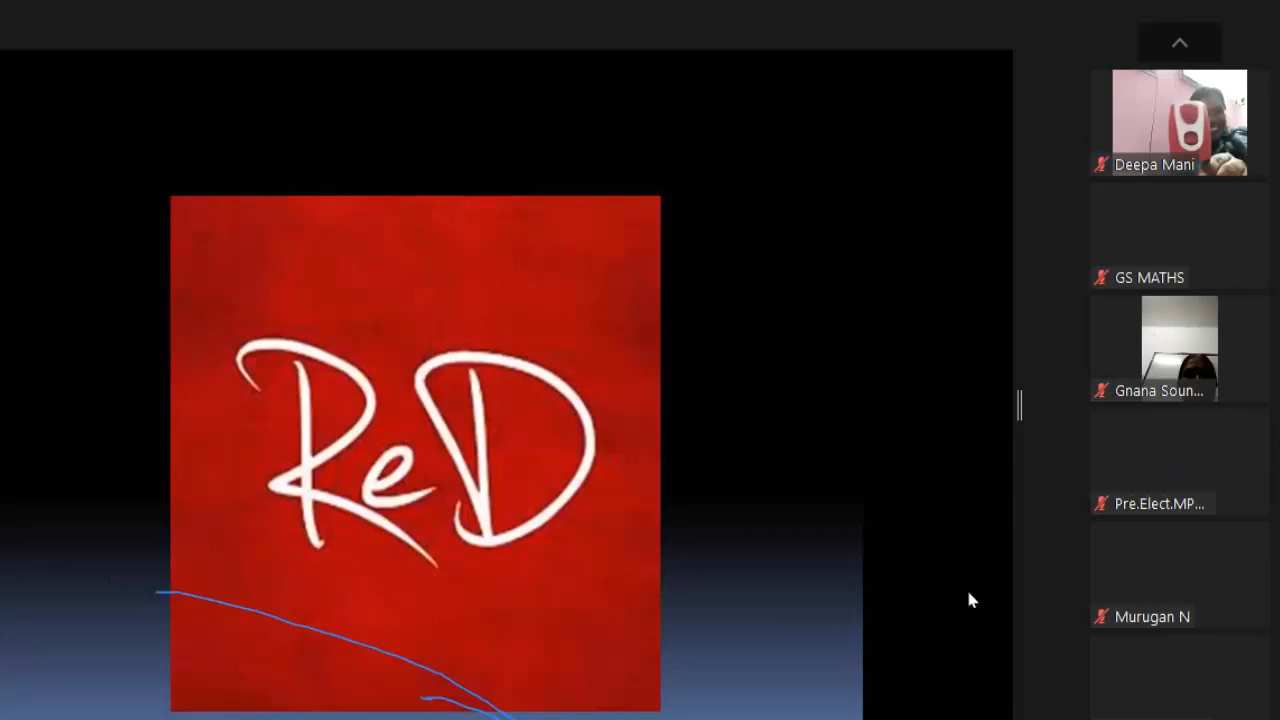 ReD
Deepa Mani
GS MATHS
Gnana Soun...
Pre.Elect.MP...
Murugan N